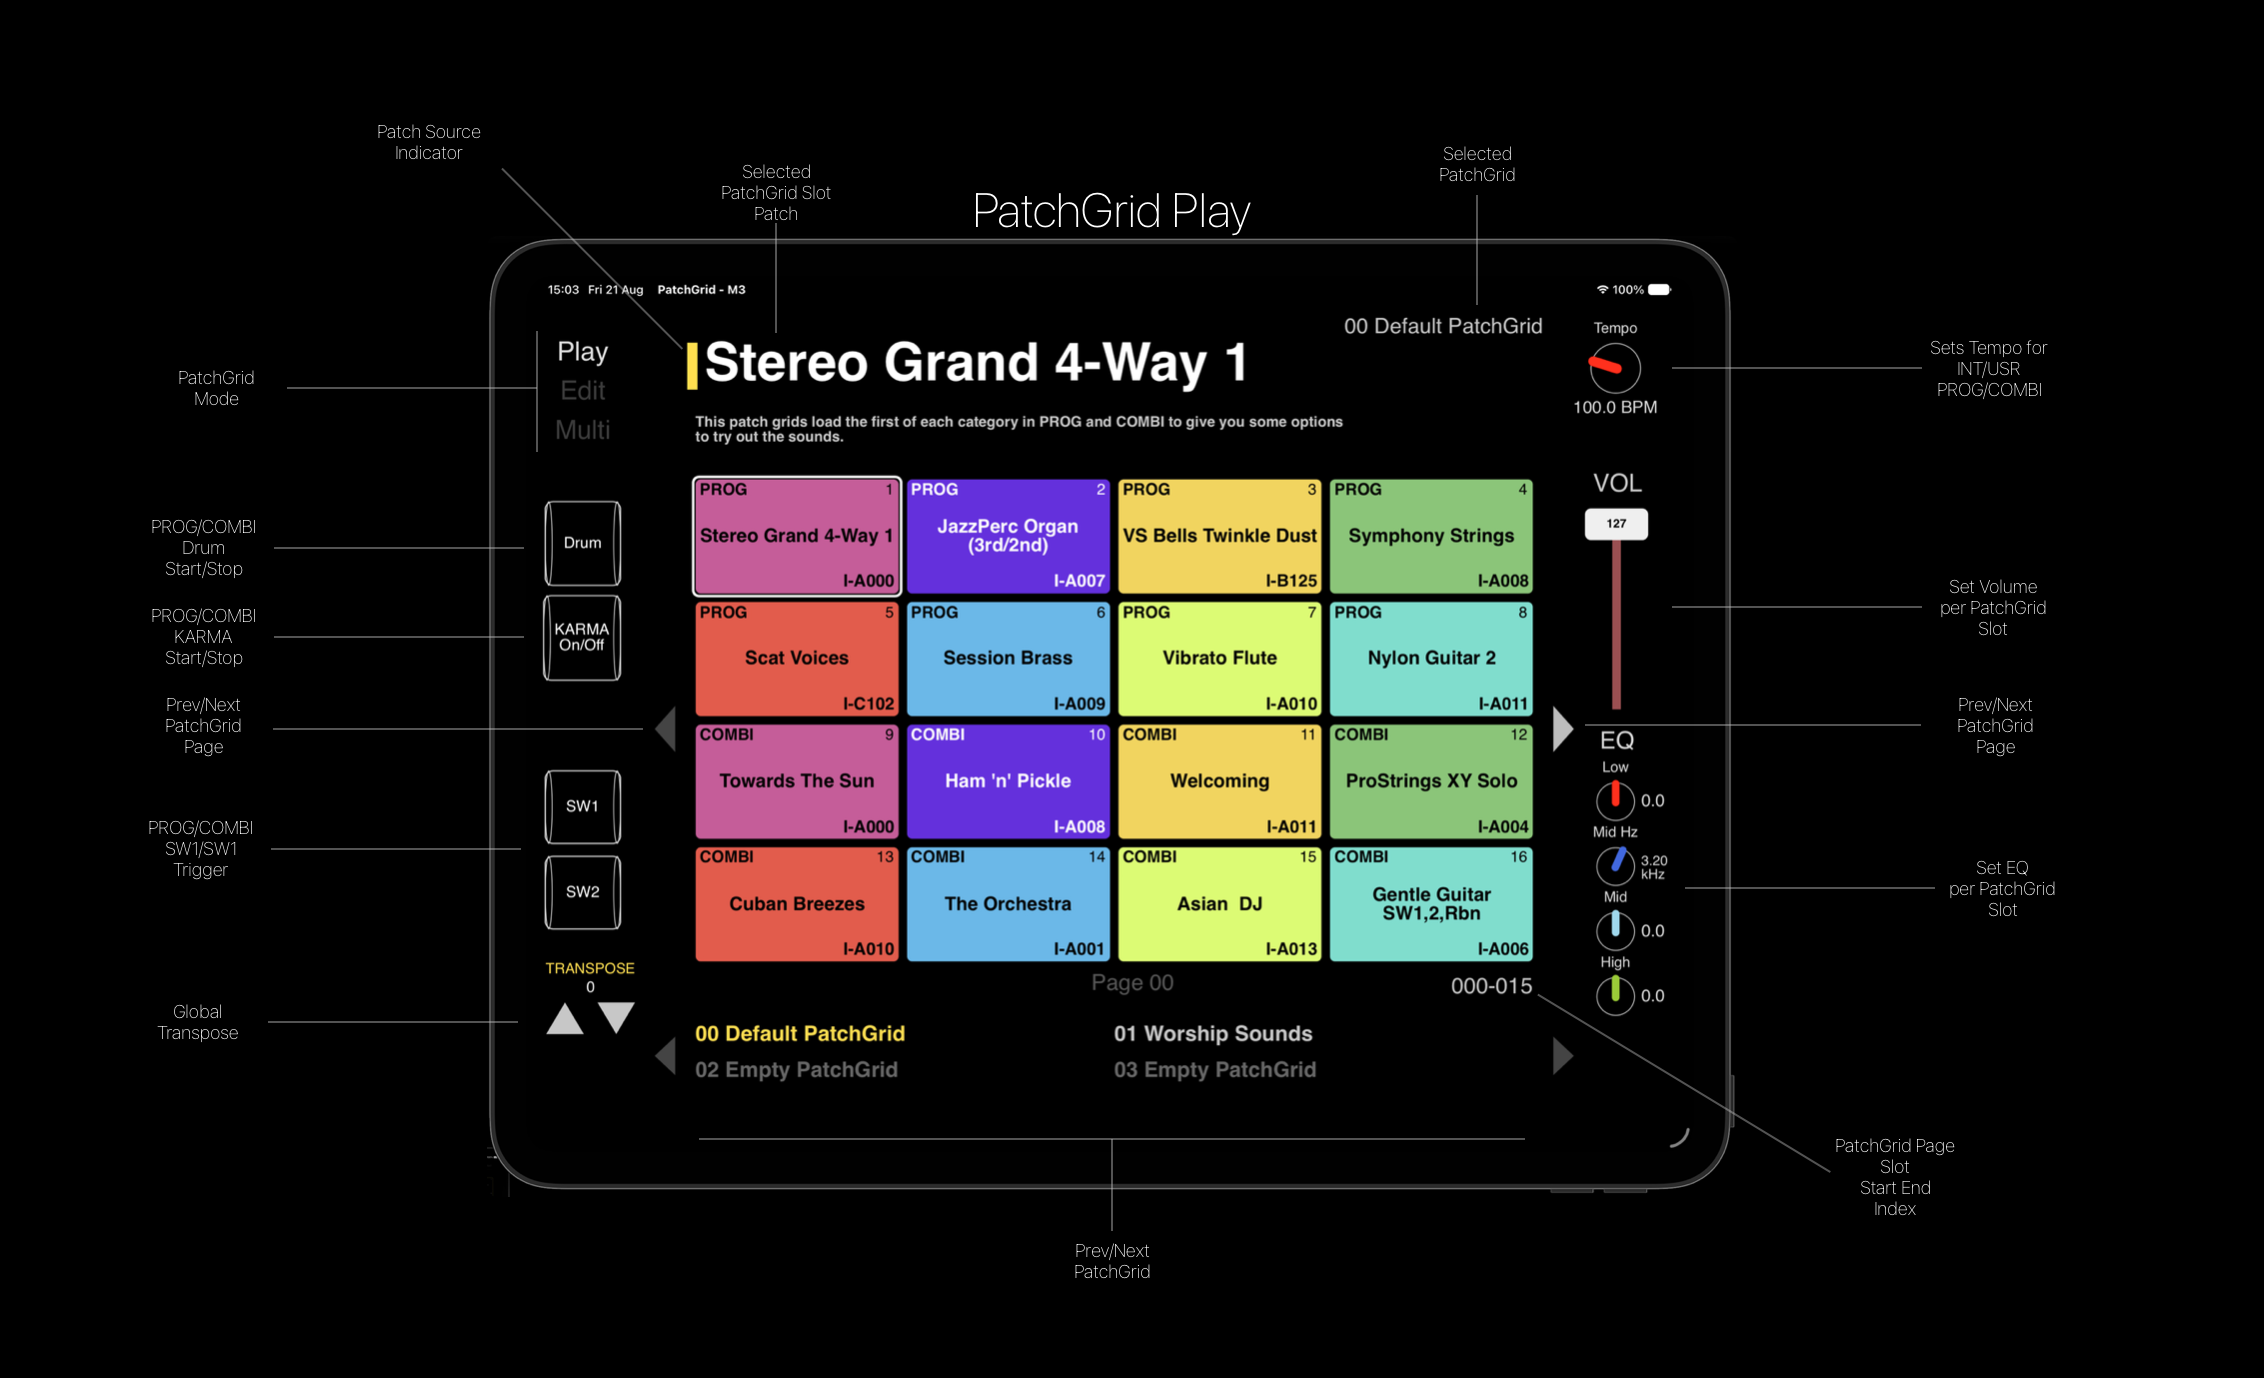 Patch Source
Indicator
Selected
PatchGrid Slot
Patch
Selected
PatchGrid
PatchGrid Play
15:03 Fri 21 Aug PatchGrid - M3
100%
00 Default PatchGrid
Tempo
100.0 BPM
Sets Tempo for
INT/USR
PROG/COMBI
PatchGrid
Mode
Play
Edit
Multi
Stereo Grand 4-Way 1
This patch grids load the first of each category in PROG and COMBI to give you some options
to try out the sounds.
PROG/COMBI
Drum
Start/Stop
Drum
PROG/COMBI
KARMA
Start/Stop
KARMA
On/Off
Prev/Next
PatchGrid
Page
PROG/COMBI
SW1/SW1
Trigger
SW1
SW2
Global
Transpose
TRANSPOSE
0
PROG 1
Stereo Grand 4-Way 1
I-A000
PROG 2
JazzPerc Organ
(3rd/2nd)
I-A007
PROG 3
VS Bells Twinkle Dust
I-B125
PROG 4
Symphony Strings
I-A008
PROG 5
Scat Voices
I-C102
PROG 6
Session Brass
I-A009
PROG 7
Vibrato Flute
I-A010
PROG 8
Nylon Guitar 2
I-A011
COMBI 9
Towards The Sun
I-A000
COMBI 10
Ham 'n' Pickle
I-A008
COMBI 11
Welcoming
I-A011
COMBI 12
ProStrings XY Solo
I-A004
COMBI 13
Cuban Breezes
I-A010
COMBI 14
The Orchestra
I-A001
COMBI 15
Asian  DJ
I-A013
COMBI 16
Gentle Guitar
SW1,2,Rbn
I-A006
Page 00
000-015
00 Default PatchGrid
01 Worship Sounds
02 Empty PatchGrid
03 Empty PatchGrid
VOL
127
Set Volume
per PatchGrid
Slot
Prev/Next
PatchGrid
Page
EQ
Low
0.0
Mid Hz
3.20
kHz
Mid
0.0
High
0.0
Set EQ
per PatchGrid
Slot
PatchGrid Page
Slot
Start End
Index
Prev/Next
PatchGrid